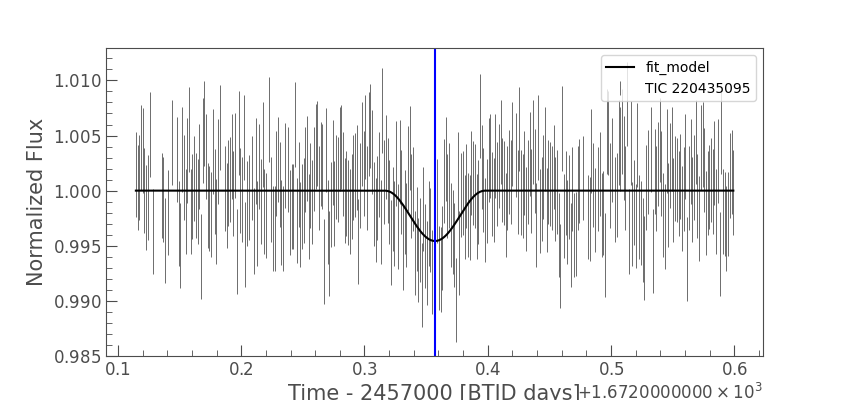 fit_model
TIC 220435095
Normalized Flux
1.010
1.005
1.000
0.995
0.990
0.985
0.1
0.2
0.3
0.4
0.5
0.6
Time - 2457000 [BTJD days]
+1.6720000000 × 10³